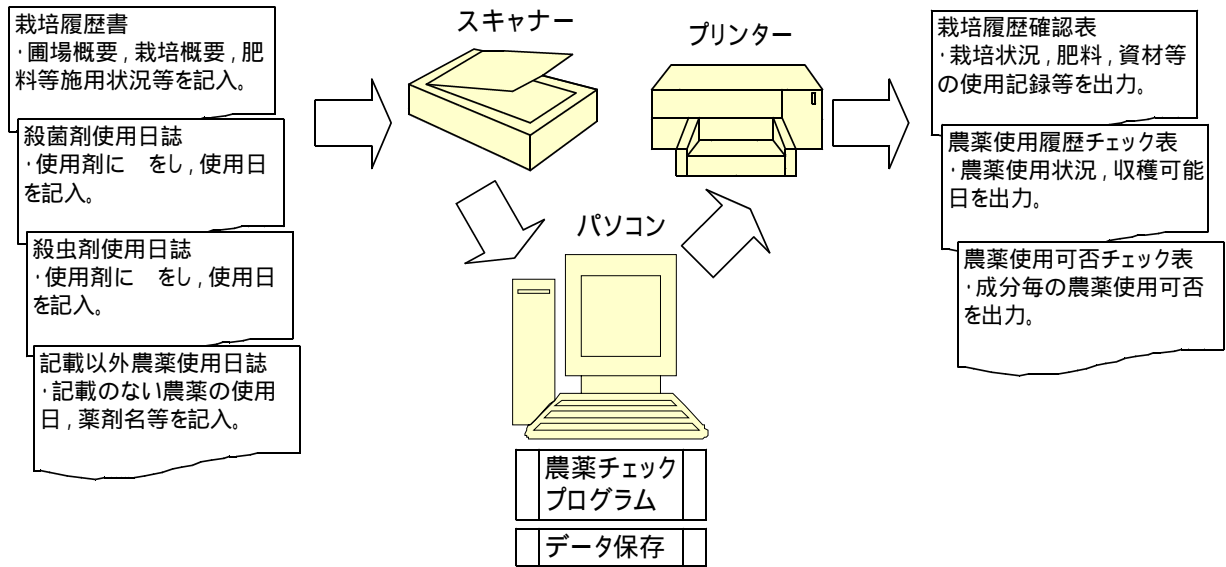 栽培履歴書
・圃場概要,栽培概要,肥
料等施用状況等を記入。
殺菌剤使用日誌
・使用剤に　をし,使用日
を記入。
殺虫剤使用日誌
・使用剤に　をし,使用日
を記入。
記載以外農薬使用日誌
・記載のない農薬の使用
日,薬剤名等を記入。
スキャナー
プリンター
パソコン
農薬チェック
プログラム
データ保存
栽培履歴確認表
・栽培状況,肥料,資材等
の使用記録等を出力。
農薬使用履歴チェック表
・農薬使用状況,収穫可能
日を出力。
農薬使用可否チェック表
・成分毎の農薬使用可否
を出力。